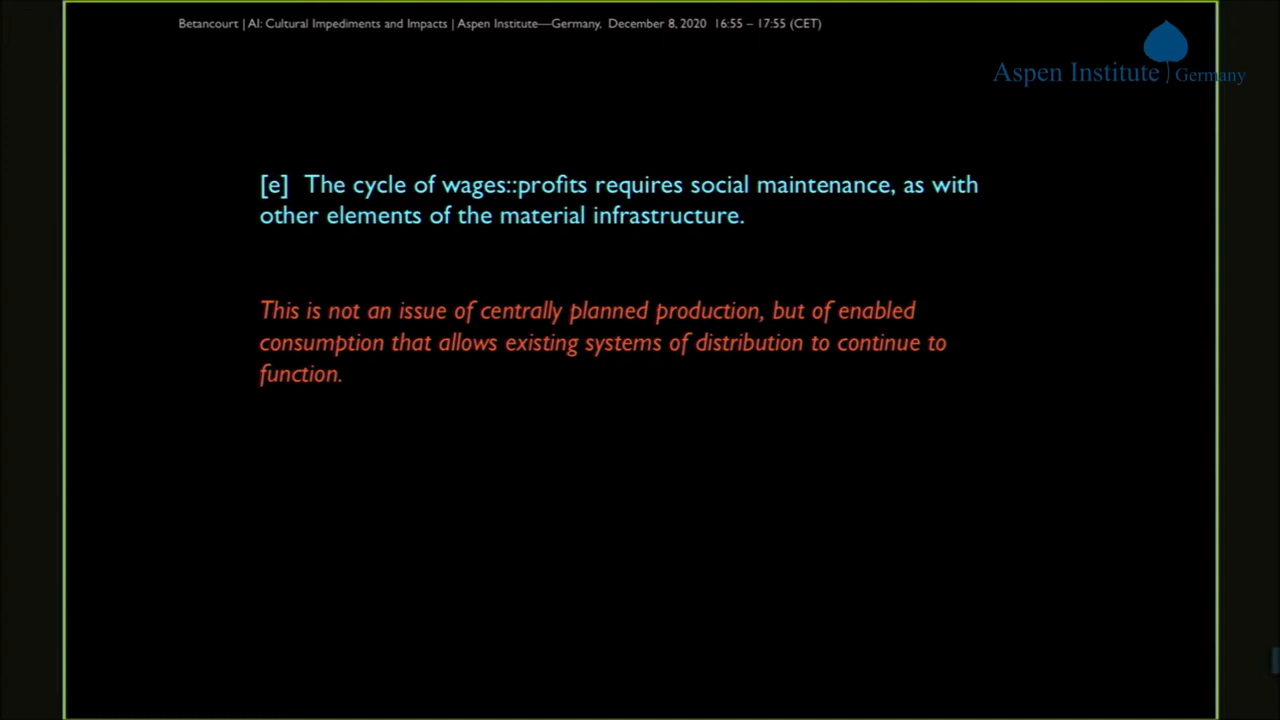 Betancourt | AI: Cultural Impediments and Impacts | Aspen Institute—Germany, December 8, 2020 16:55 – 17:55 (CET)
Aspen Institute | Germany
[e] The cycle of wages::profits requires social maintenance, as with
other elements of the material infrastructure.
This is not an issue of centrally planned production, but of enabled
consumption that allows existing systems of distribution to continue to
function.